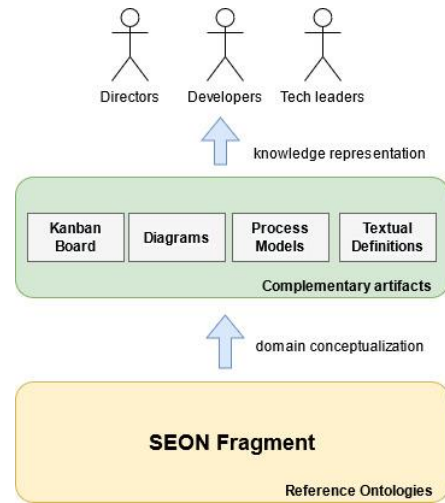 Directors Developers Tech leaders
knowledge representation
Kanban Board
Diagrams
Process Models
Textual Definitions
Complementary artifacts
domain conceptualization
SEON Fragment
Reference Ontologies